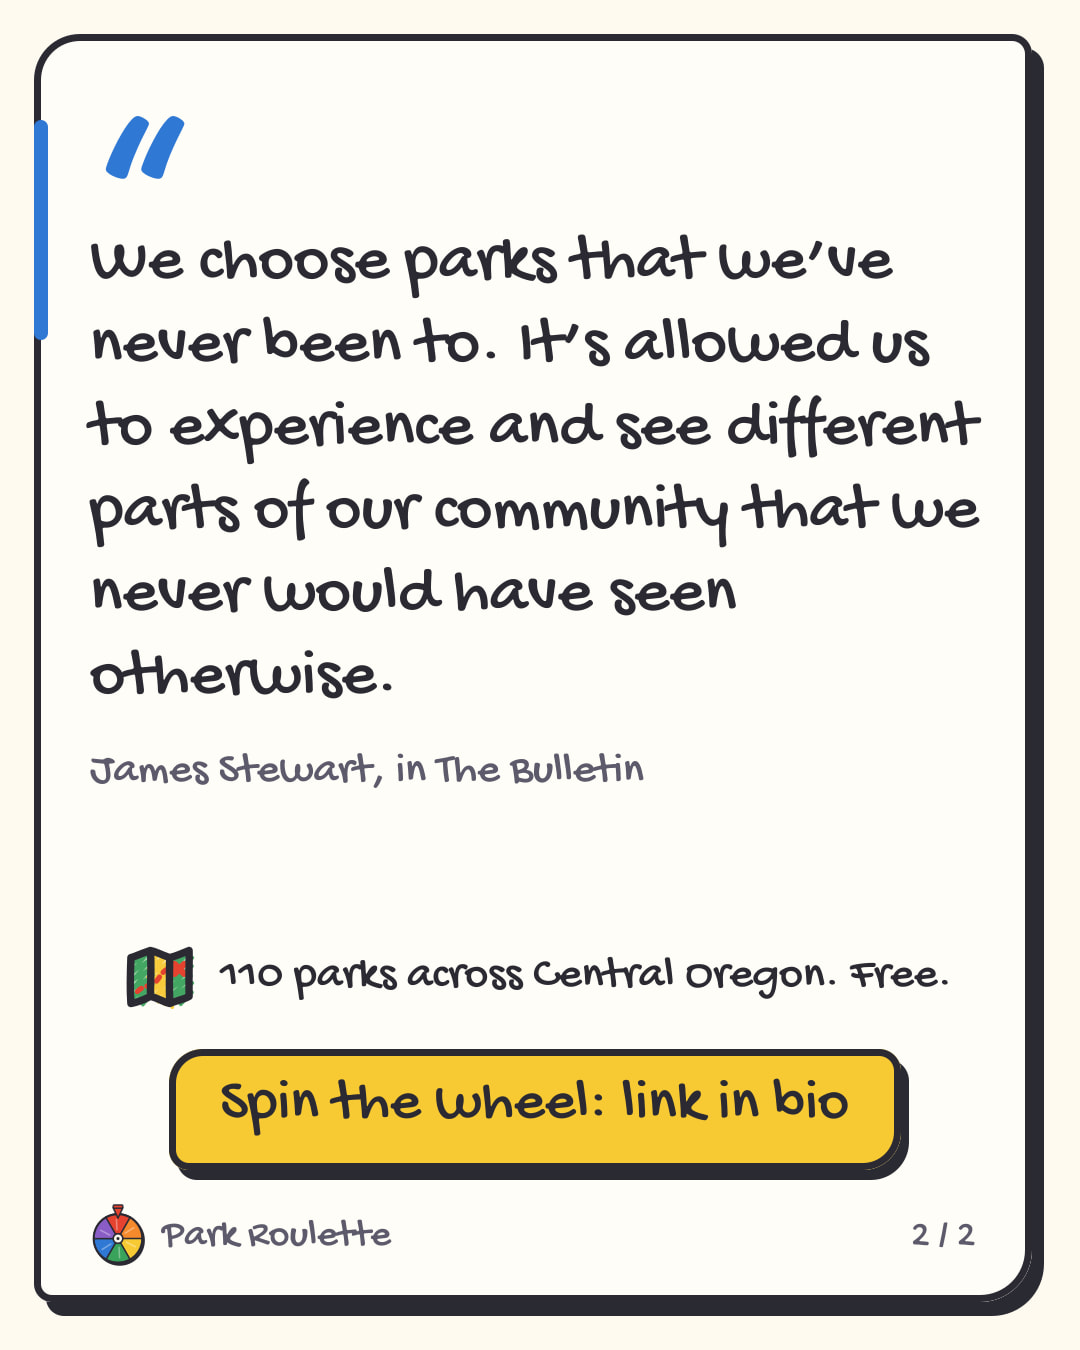 “
We choose parks that we've
never been to. It's allowed us
to experience and see different
parts of our community that we
never would have seen
otherwise.
James Stewart, in The Bulletin
110 parks across Central Oregon. Free.
Spin the wheel: link in bio
Park Roulette
2 / 2